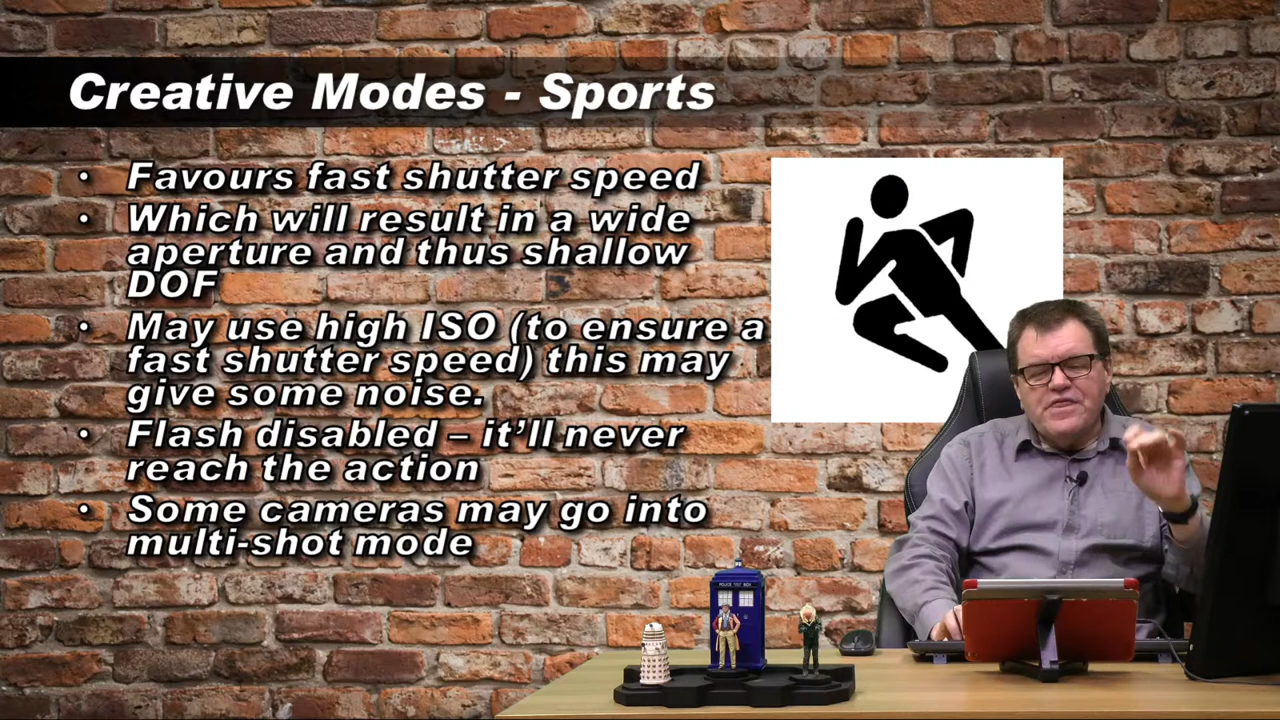 Creative Modes - Sports
• Favours fast shutter speed
• Which will result in a wide
aperture and thus shallow
DOF
• May use high ISO (to ensure a
fast shutter speed) this may
give some noise.
• Flash disabled – it’ll never
reach the action
• Some cameras may go into
multi-shot mode
POLICE BOX